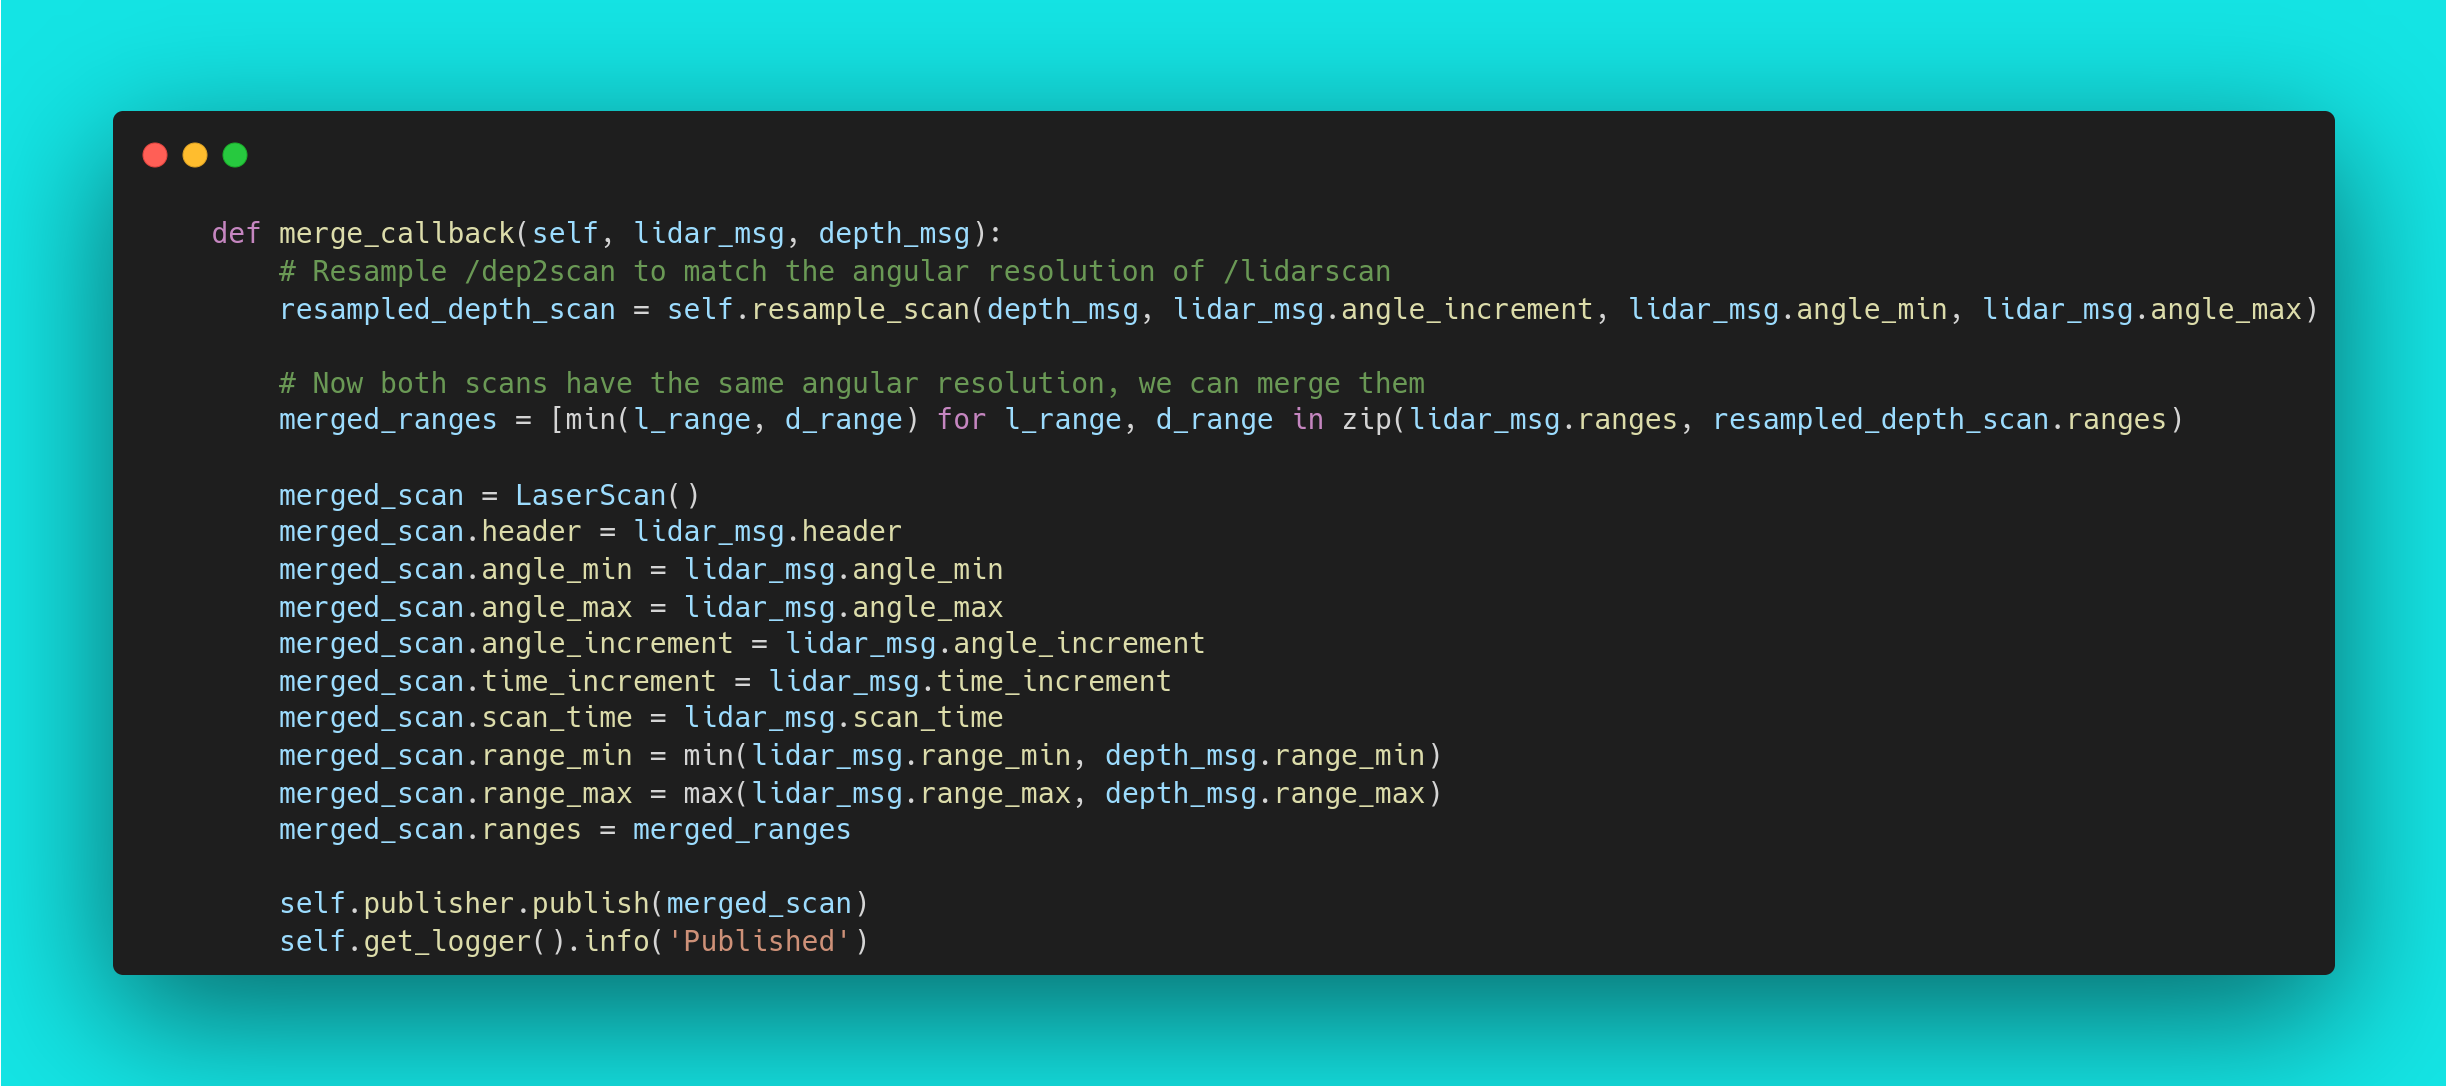 def merge_callback(self, lidar_msg, depth_msg):
# Resample /dep2scan to match the angular resolution of /lidarscan
resampled_depth_scan = self.resample_scan(depth_msg, lidar_msg.angle_increment, lidar_msg.angle_min, lidar_msg.angle_max)
# Now both scans have the same angular resolution, we can merge them
merged_ranges = [min(l_range, d_range) for l_range, d_range in zip(lidar_msg.ranges, resampled_depth_scan.ranges)
merged_scan = LaserScan()
merged_scan.header = lidar_msg.header
merged_scan.angle_min = lidar_msg.angle_min
merged_scan.angle_max = lidar_msg.angle_max
merged_scan.angle_increment = lidar_msg.angle_increment
merged_scan.time_increment = lidar_msg.time_increment
merged_scan.scan_time = lidar_msg.scan_time
merged_scan.range_min = min(lidar_msg.range_min, depth_msg.range_min)
merged_scan.range_max = max(lidar_msg.range_max, depth_msg.range_max)
merged_scan.ranges = merged_ranges
self.publisher.publish(merged_scan)
self.get_logger().info('Published')